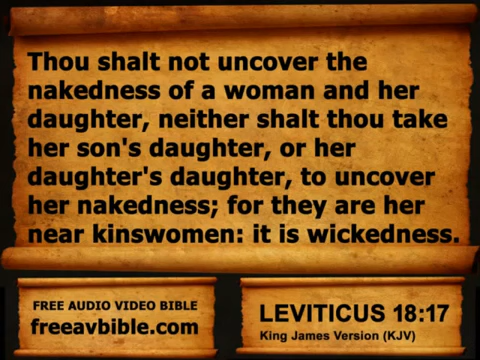 Thou shalt not uncover the
nakedness of a woman and her
daughter, neither shalt thou take
her son's daughter, or her
daughter's daughter, to uncover
her nakedness; for they are her
near kinswomen: it is wickedness.
FREE AUDIO VIDEO BIBLE
freeavbible.com
LEVITICUS 18:17
King James Version (KJV)